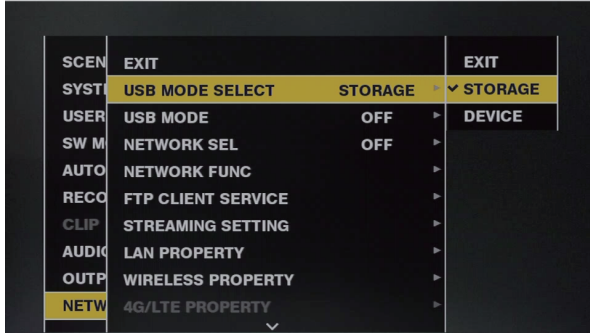 SCEN
SYST
USER
SW M
AUTO
RECO
CLIP
AUDIO
OUTP
NETW
EXIT
USB MODE SELECT STORAGE
USB MODE OFF
NETWORK SEL OFF
NETWORK FUNC
FTP CLIENT SERVICE
STREAMING SETTING
LAN PROPERTY
WIRELESS PROPERTY
4G/LTE PROPERTY
EXIT
STORAGE
DEVICE